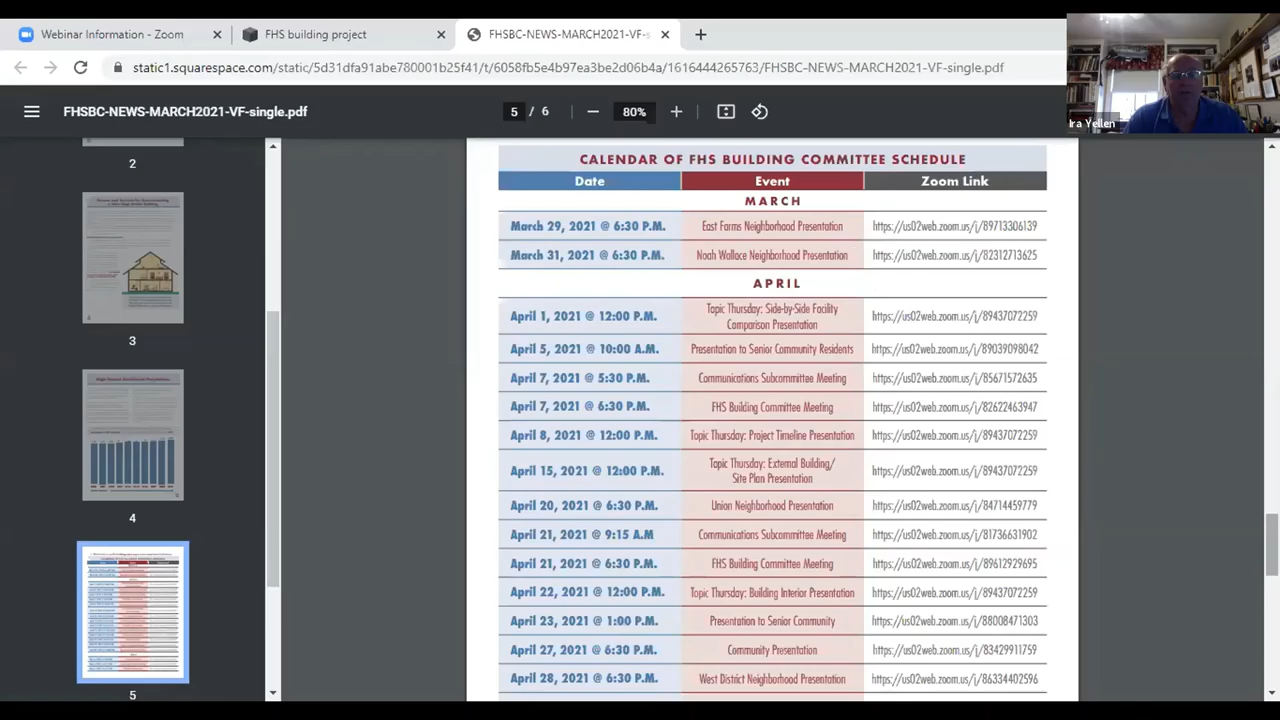 Webinar Information - Zoom
FHS building project
FHSBC-NEWS-MARCH2021-VF-s
static1.squarespace.com/static/5d31dfa91abe780001b25f41/t/6058fb5e4b97ea3be2d06b4a/1616444265763/FHSBC-NEWS-MARCH2021-VF-single.pdf
FHSBC-NEWS-MARCH2021-VF-single.pdf
5 / 6
80%
Ira Yellen
2
3
4
5
CALENDAR OF FHS BUILDING COMMITTEE SCHEDULE
Date Event Zoom Link
MARCH
March 29, 2021 @ 6:30 P.M. East Farms Neighborhood Presentation https://us02web.zoom.us/j/89713306139
March 31, 2021 @ 6:30 P.M. Noah Wallace Neighborhood Presentation https://us02web.zoom.us/j/82312713625
APRIL
April 1, 2021 @ 12:00 P.M. Topic Thursday: Side-by-Side Facility
Comparison Presentation https://us02web.zoom.us/j/89437072259
April 5, 2021 @ 10:00 A.M. Presentation to Senior Community Residents https://us02web.zoom.us/j/89039098042
April 7, 2021 @ 5:30 P.M. Communications Subcommittee Meeting https://us02web.zoom.us/j/85671572635
April 7, 2021 @ 6:30 P.M. FHS Building Committee Meeting https://us02web.zoom.us/j/82622463947
April 8, 2021 @ 12:00 P.M. Topic Thursday: Project Timeline Presentation https://us02web.zoom.us/j/89437072259
April 15, 2021 @ 12:00 P.M. Topic Thursday: External Building/
Site Plan Presentation https://us02web.zoom.us/j/89437072259
April 20, 2021 @ 6:30 P.M. Union Neighborhood Presentation https://us02web.zoom.us/j/84714459779
April 21, 2021 @ 9:15 A.M Communications Subcommittee Meeting https://us02web.zoom.us/j/81736631902
April 21, 2021 @ 6:30 P.M. FHS Building Committee Meeting https://us02web.zoom.us/j/89612929695
April 22, 2021 @ 12:00 P.M. Topic Thursday: Building Interior Presentation https://us02web.zoom.us/j/89437072259
April 23, 2021 @ 1:00 P.M. Presentation to Senior Community https://us02web.zoom.us/j/88008471303
April 27, 2021 @ 6:30 P.M. Community Presentation https://us02web.zoom.us/j/83429911759
April 28, 2021 @ 6:30 P.M. West District Neighborhood Presentation https://us02web.zoom.us/j/86334402596